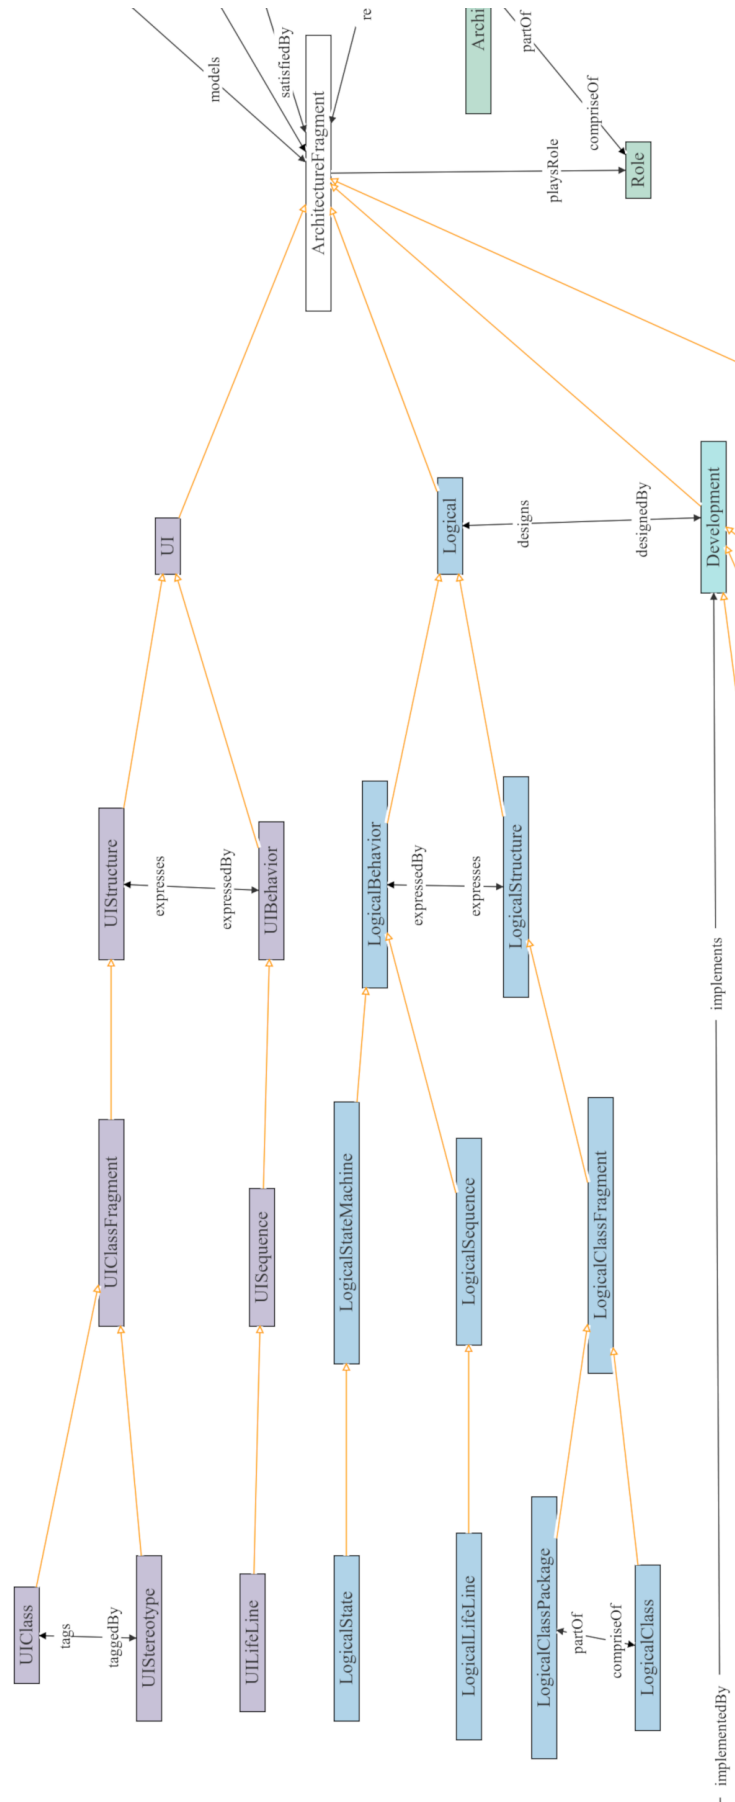 models
satisfiedBy
re
ArchitectureFragment
Archi
partOf
compriseOf
playsRole
Role
UI
Logical
designs
designedBy
Development
UIStructure
expresses
expressedBy
UIBehavior
LogicalBehavior
expressedBy
expresses
LogicalStructure
implements
UIClassFragment
UISequence
LogicalStateMachine
LogicalSequence
LogicalClassFragment
UIClass
tags
taggedBy
UIStereotype
UILifeLine
LogicalState
LogicalLifeLine
LogicalClassPackage
partOf
compriseOf
LogicalClass
implementedBy